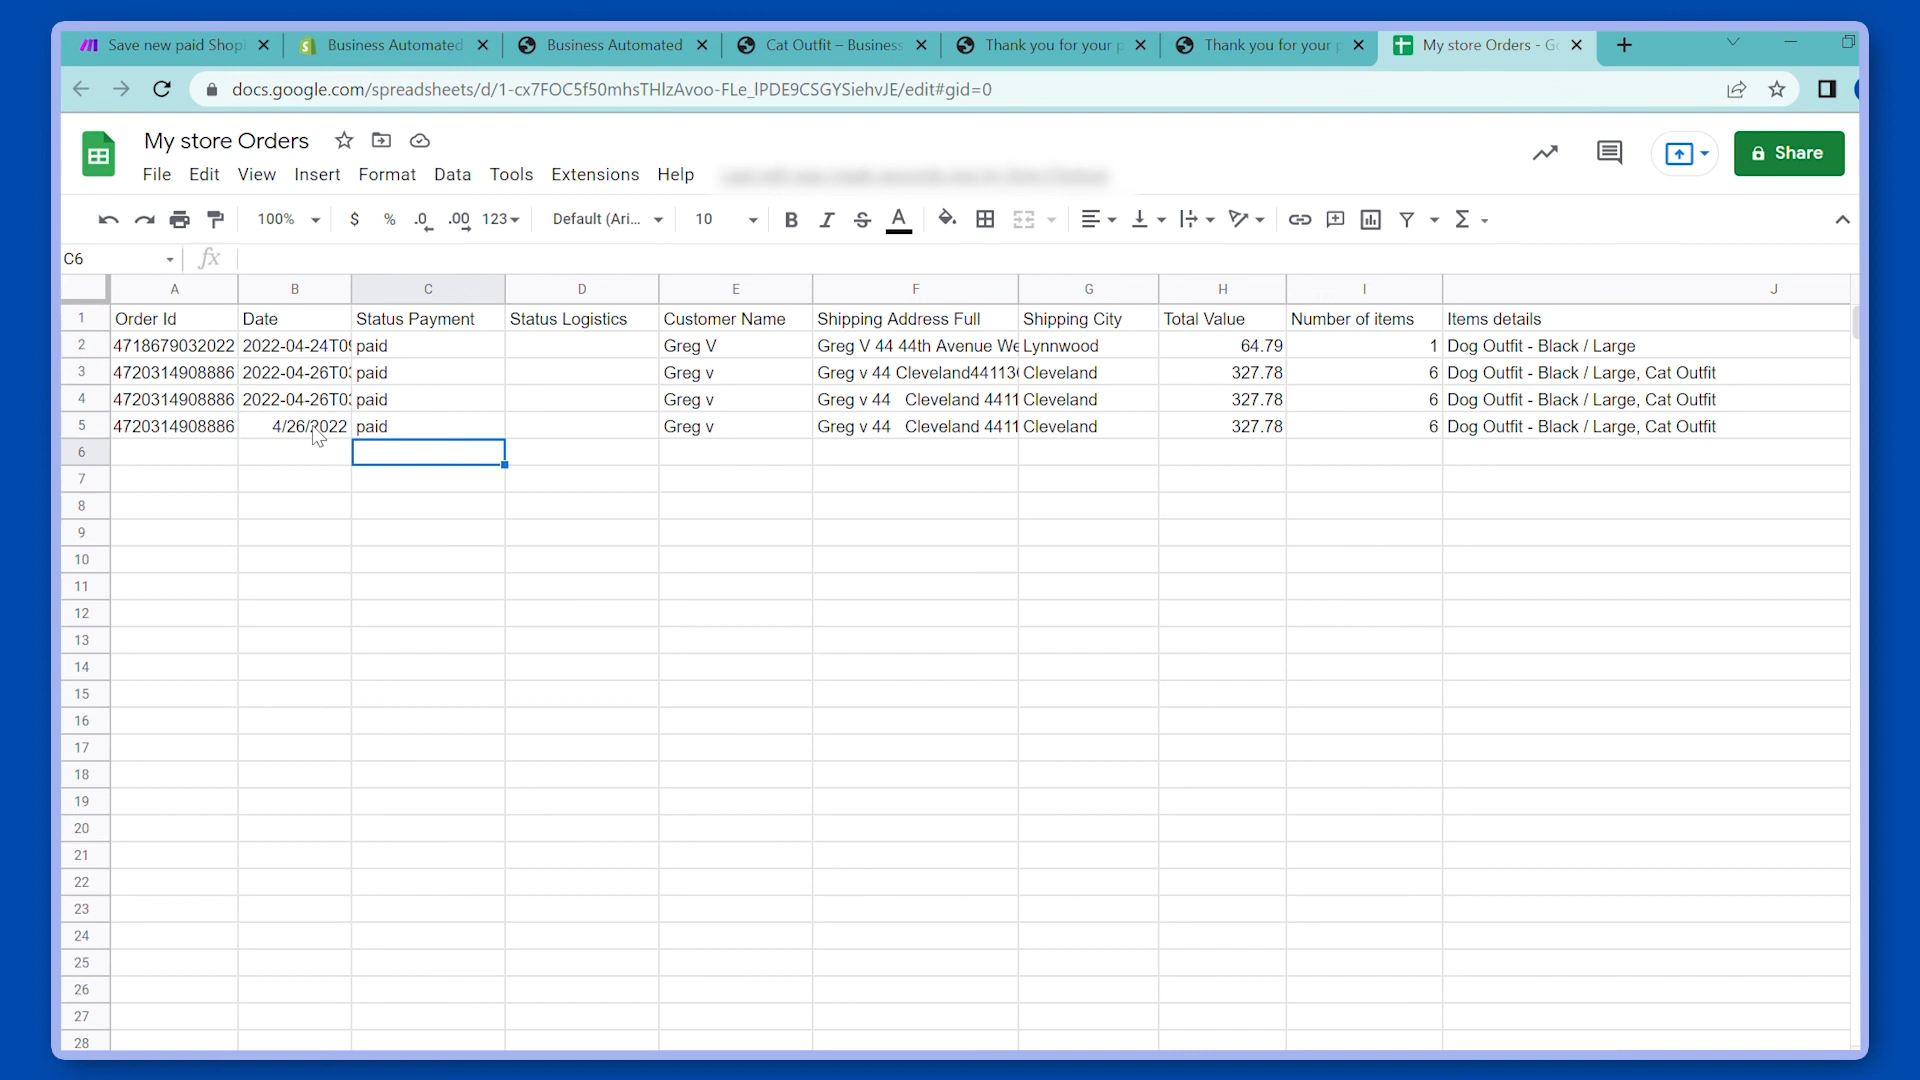 Save new paid Shopi
Business Automated
Business Automated
Cat Outfit – Business
Thank you for your p
Thank you for your p
My store Orders - Go
docs.google.com/spreadsheets/d/1-cx7FOC5f50mhsTHlzAvoo-FLe_lPDE9CSGYSiehvJE/edit#gid=0
My store Orders
File Edit View Insert Format Data Tools Extensions Help
Share
100% $ % .0 .00 123 Default (Ari... 10 B I S A Σ
C6 fx
A B C D E F G H I J
1 Order Id Date Status Payment Status Logistics Customer Name Shipping Address Full Shipping City Total Value Number of items Items details
2 4718679032022 2022-04-24T09 paid Greg V Greg V 44 44th Avenue We Lynnwood 64.79 1 Dog Outfit - Black / Large
3 4720314908886 2022-04-26T03 paid Greg v Greg v 44 Cleveland44113 Cleveland 327.78 6 Dog Outfit - Black / Large, Cat Outfit
4 4720314908886 2022-04-26T03 paid Greg v Greg v 44 Cleveland 4411 Cleveland 327.78 6 Dog Outfit - Black / Large, Cat Outfit
5 4720314908886 4/26/2022 paid Greg v Greg v 44 Cleveland 4411 Cleveland 327.78 6 Dog Outfit - Black / Large, Cat Outfit
6
7
8
9
10
11
12
13
14
15
16
17
18
19
20
21
22
23
24
25
26
27
28